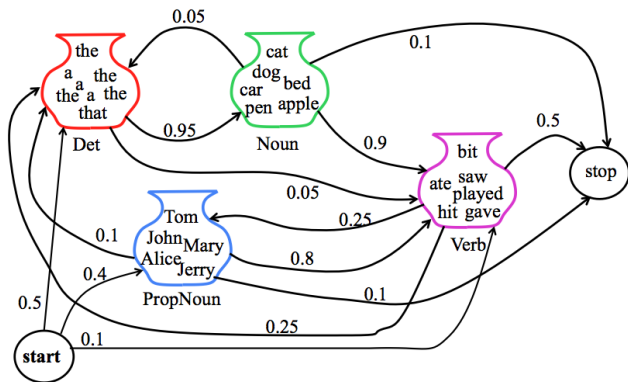 0.05
0.1
the
a the
a
the a the
that
Det
cat
dog
bed
car
pen apple
Noun
0.95
0.9
0.05
bit
ate saw
played
hit gave
Verb
0.5
stop
Tom
John Mary
Alice
Jerry
PropNoun
0.25
0.8
0.1
0.1
0.4
0.5
0.25
0.1
start